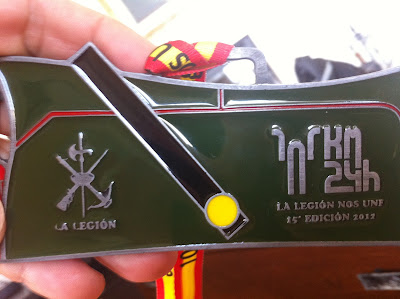 LA LEGIÓN
101KM
24h
LA LEGIÓN NOS UNE
15ª EDICIÓN 2012